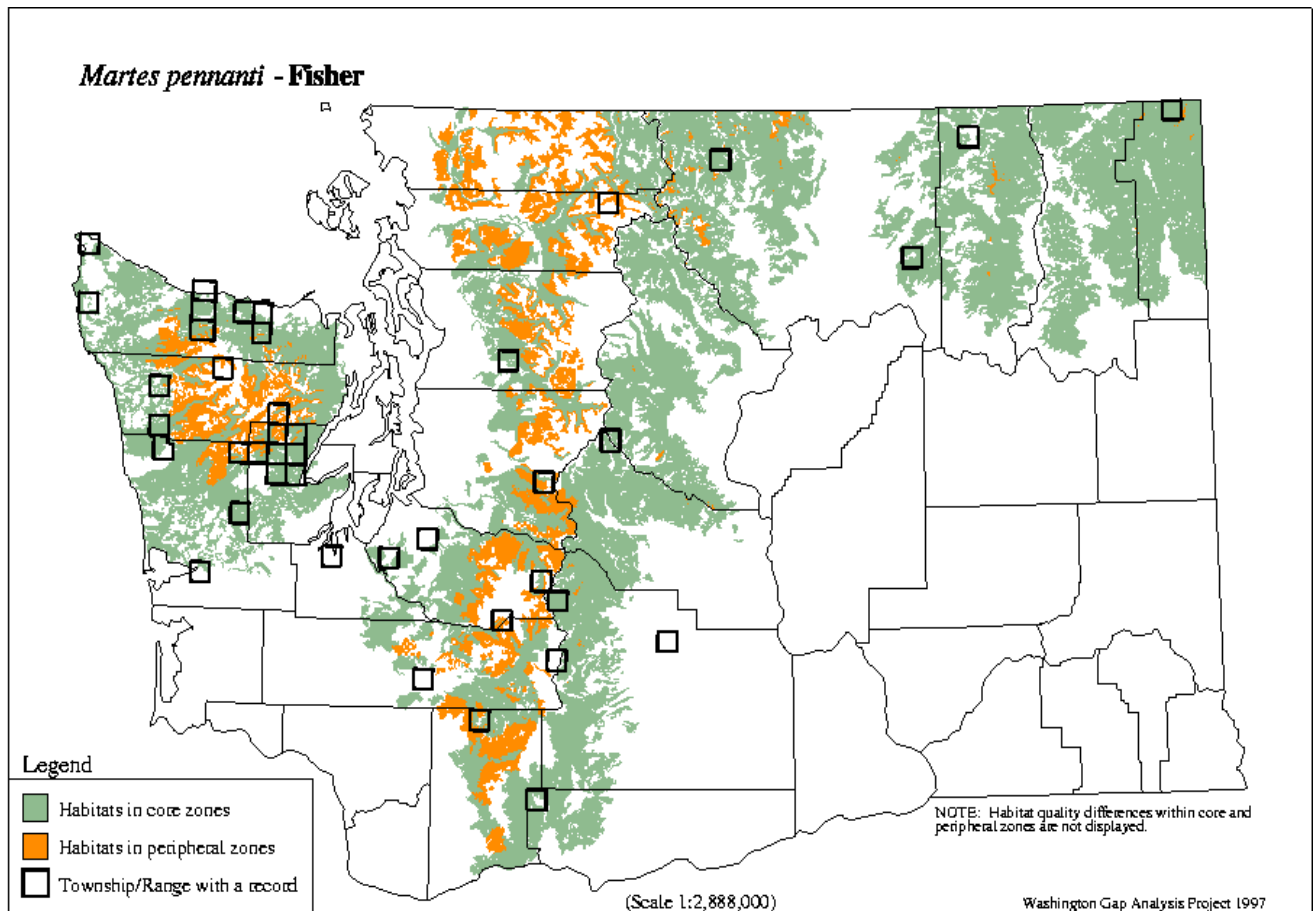 Martes pennanti - Fisher
Legend
Habitats in core zones
Habitats in peripheral zones
Township/Range with a record
NOTE: Habitat quality differences within core and
peripheral zones are not displayed.
(Scale 1:2,888,000)
Washington Gap Analysis Project 1997